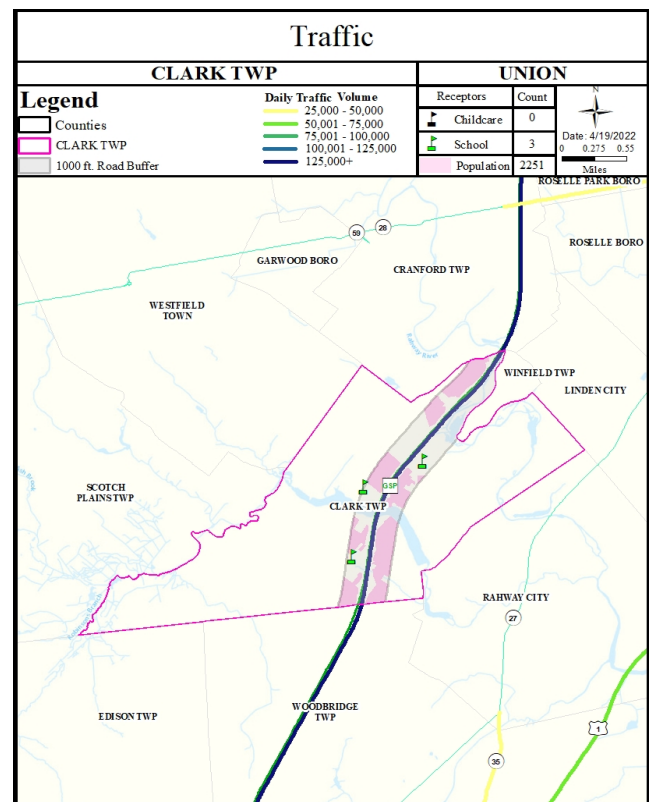 Traffic
CLARK TWP
UNION
Legend
Counties
CLARK TWP
1000 ft. Road Buffer
Daily Traffic Volume
25,000 - 50,000
50,001 - 75,000
75,001 - 100,000
100,001 - 125,000
125,000+
Receptors Count
Childcare 0
School 3
Population 2251
N
Date: 4/19/2022
0 0.275 0.55
Miles
ROSELLE PARK BORO
59
28
ROSELLE BORO
GARWOOD BORO
CRANFORD TWP
WESTFIELD
TOWN
Rahway River
WINFIELD TWP
LINDEN CITY
SCOTCH
PLAINS TWP
GSP
CLARK TWP
RAHWAY CITY
27
WOODBRIDGE
TWP
EDISON TWP
1
35